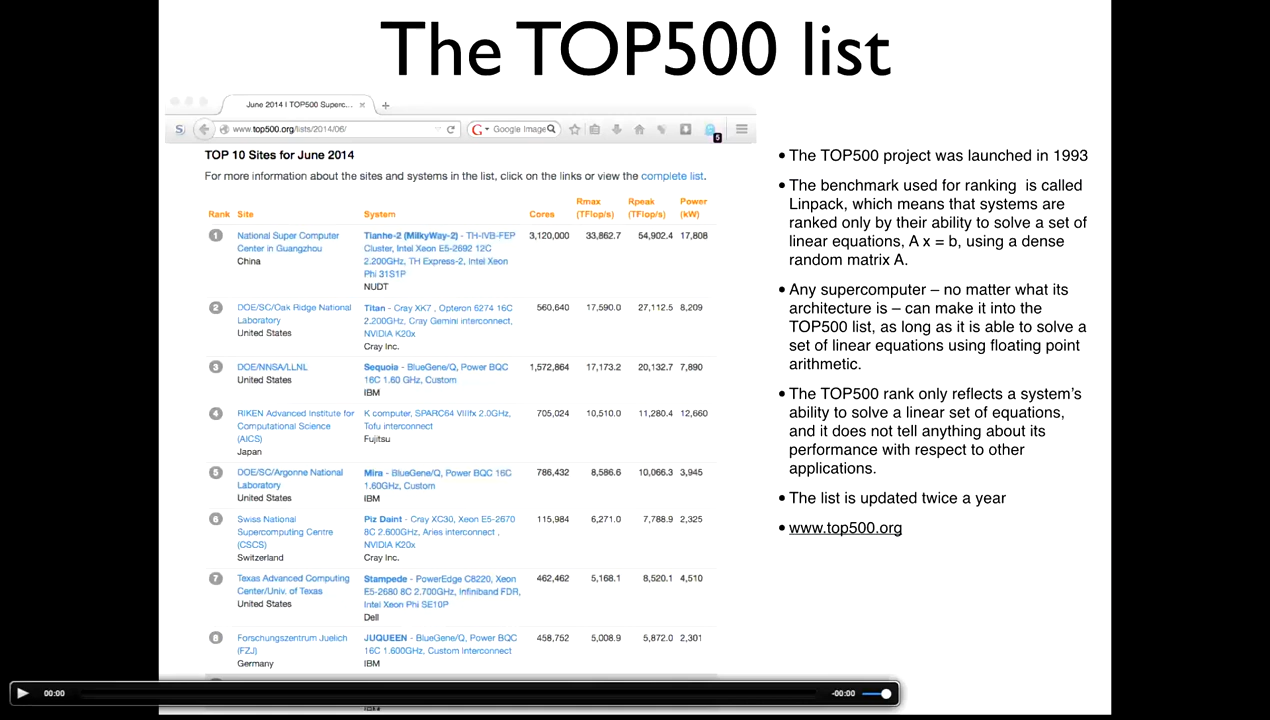 The TOP500 list
June 2014 | TOP500 Superc...
www.top500.org/lists/2014/06/
Google Image
5
TOP 10 Sites for June 2014
For more information about the sites and systems in the list, click on the links or view the complete list.
Rmax Rpeak Power
Rank Site System Cores (TFlop/s) (TFlop/s) (kW)
1 National Super Computer Tianhe-2 (MilkyWay-2) - TH-IVB-FEP 3,120,000 33,862.7 54,902.4 17,808
Center in Guangzhou Cluster, Intel Xeon E5-2692 12C
China 2.200GHz, TH Express-2, Intel Xeon
Phi 31S1P
NUDT
2 DOE/SC/Oak Ridge National Titan - Cray XK7 , Opteron 6274 16C 560,640 17,590.0 27,112.5 8,209
Laboratory 2.200GHz, Cray Gemini interconnect,
United States NVIDIA K20x
Cray Inc.
3 DOE/NNSA/LLNL Sequoia - BlueGene/Q, Power BQC 1,572,864 17,173.2 20,132.7 7,890
United States 16C 1.60 GHz, Custom
IBM
4 RIKEN Advanced Institute for K computer, SPARC64 VIIIfx 2.0GHz, 705,024 10,510.0 11,280.4 12,660
Computational Science Tofu interconnect
(AICS) Fujitsu
Japan
5 DOE/SC/Argonne National Mira - BlueGene/Q, Power BQC 16C 786,432 8,586.6 10,066.3 3,945
Laboratory 1.60GHz, Custom
United States IBM
6 Swiss National Piz Daint - Cray XC30, Xeon E5-2670 115,984 6,271.0 7,788.9 2,325
Supercomputing Centre 8C 2.600GHz, Aries interconnect ,
(CSCS) NVIDIA K20x
Switzerland Cray Inc.
7 Texas Advanced Computing Stampede - PowerEdge C8220, Xeon 462,462 5,168.1 8,520.1 4,510
Center/Univ. of Texas E5-2680 8C 2.700GHz, Infiniband FDR,
United States Intel Xeon Phi SE10P
Dell
8 Forschungszentrum Juelich JUQUEEN - BlueGene/Q, Power BQC 458,752 5,008.9 5,872.0 2,301
(FZJ) 16C 1.600GHz, Custom Interconnect
Germany IBM
• The TOP500 project was launched in 1993
• The benchmark used for ranking is called
Linpack, which means that systems are
ranked only by their ability to solve a set of
linear equations, A x = b, using a dense
random matrix A.
• Any supercomputer – no matter what its
architecture is – can make it into the
TOP500 list, as long as it is able to solve a
set of linear equations using floating point
arithmetic.
• The TOP500 rank only reflects a system's
ability to solve a linear set of equations,
and it does not tell anything about its
performance with respect to other
applications.
• The list is updated twice a year
• www.top500.org
00:00 -00:00